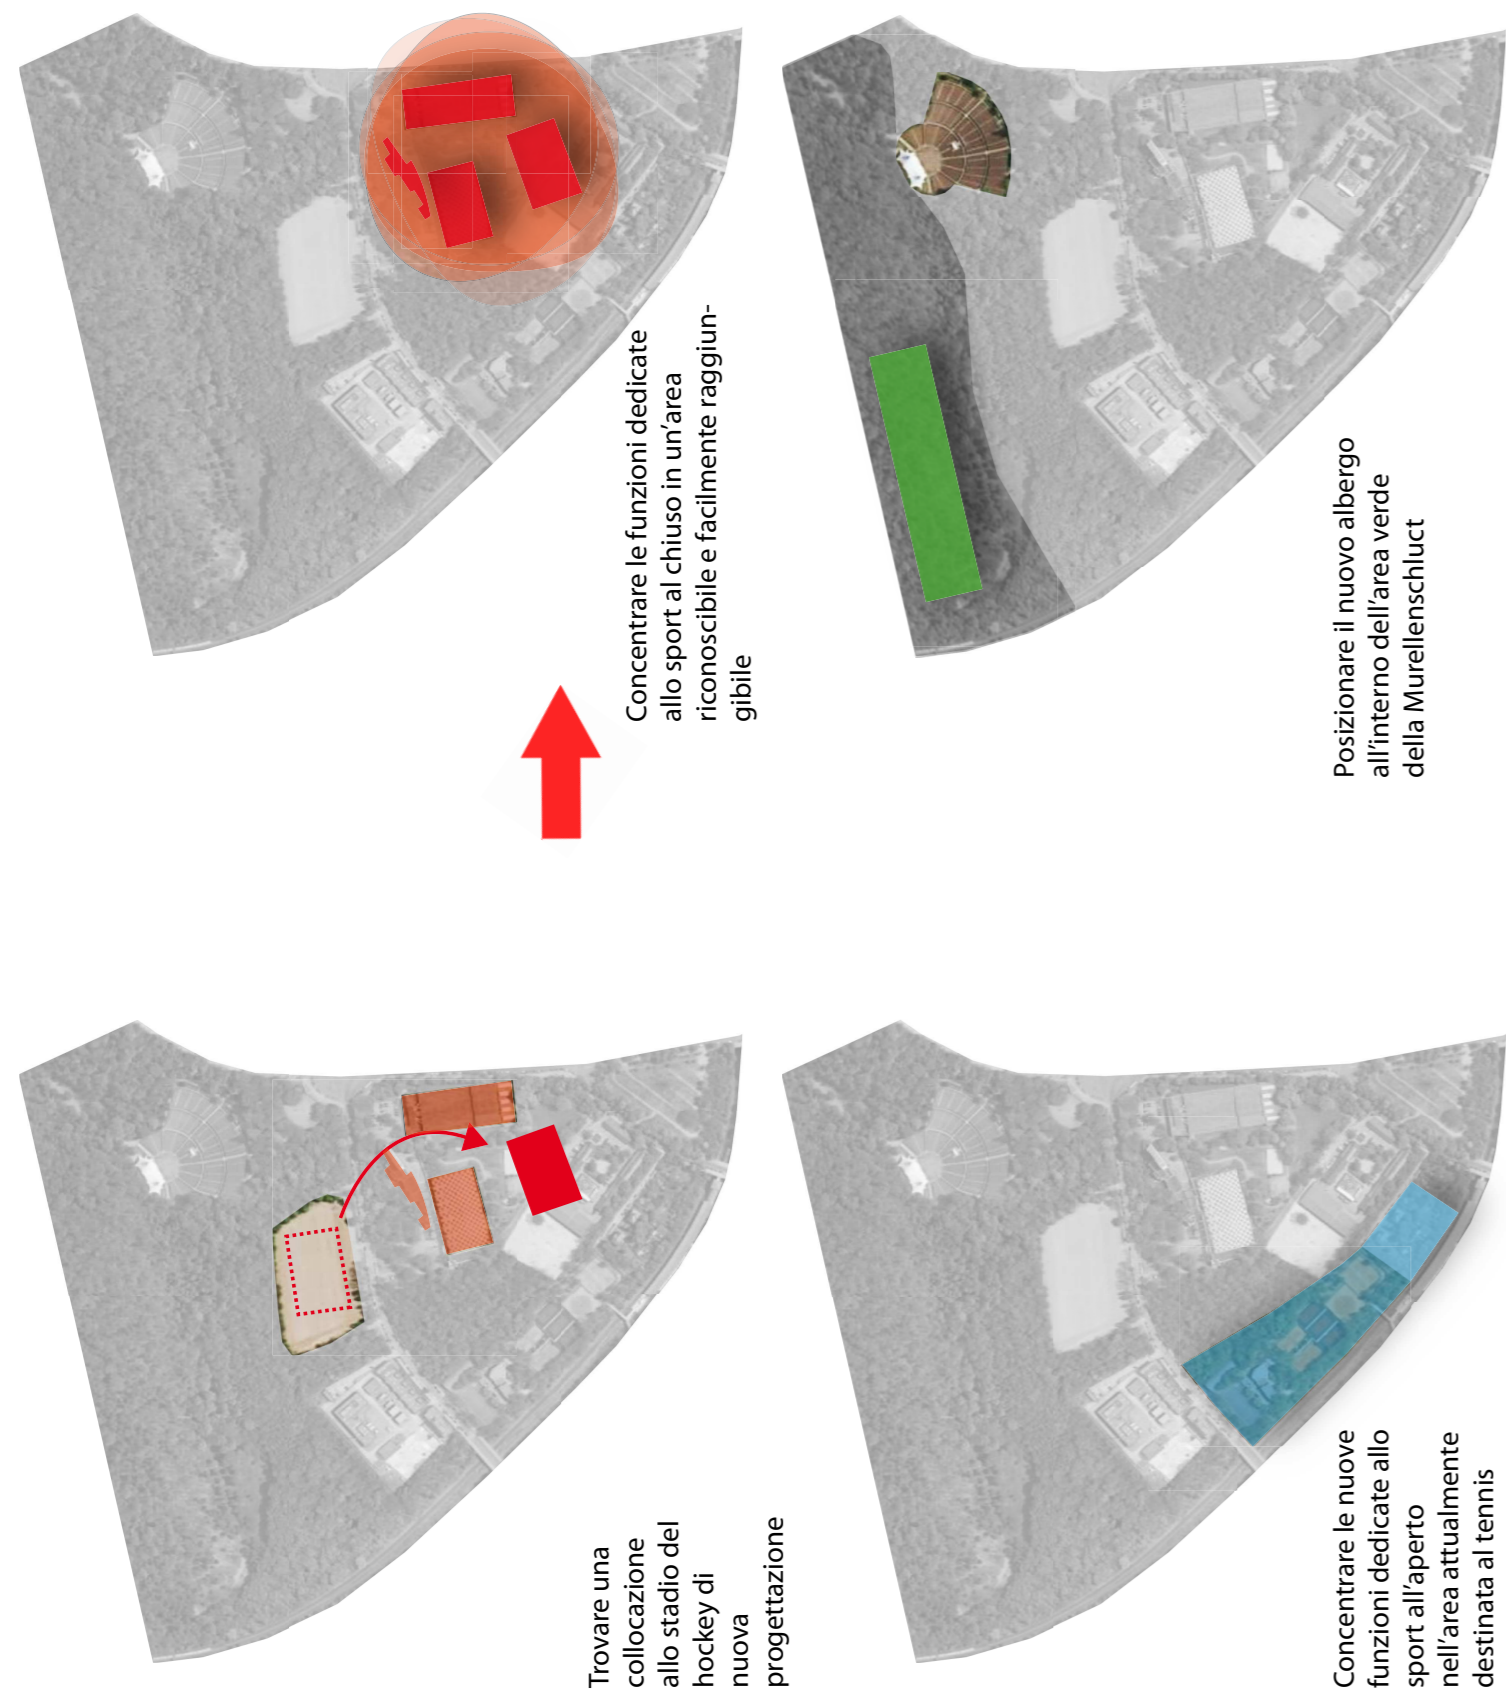 Trovare una
collocazione
allo stadio del
hockey di
nuova
progettazione
Concentrare le funzioni dedicate
allo sport al chiuso in un'area
riconoscibile e facilmente raggiun-
gibile
Concentrare le nuove
funzioni dedicate allo
sport all'aperto
nell'area attualmente
destinata al tennis
Posizionare il nuovo albergo
all'interno dell'area verde
della Murellenschluct